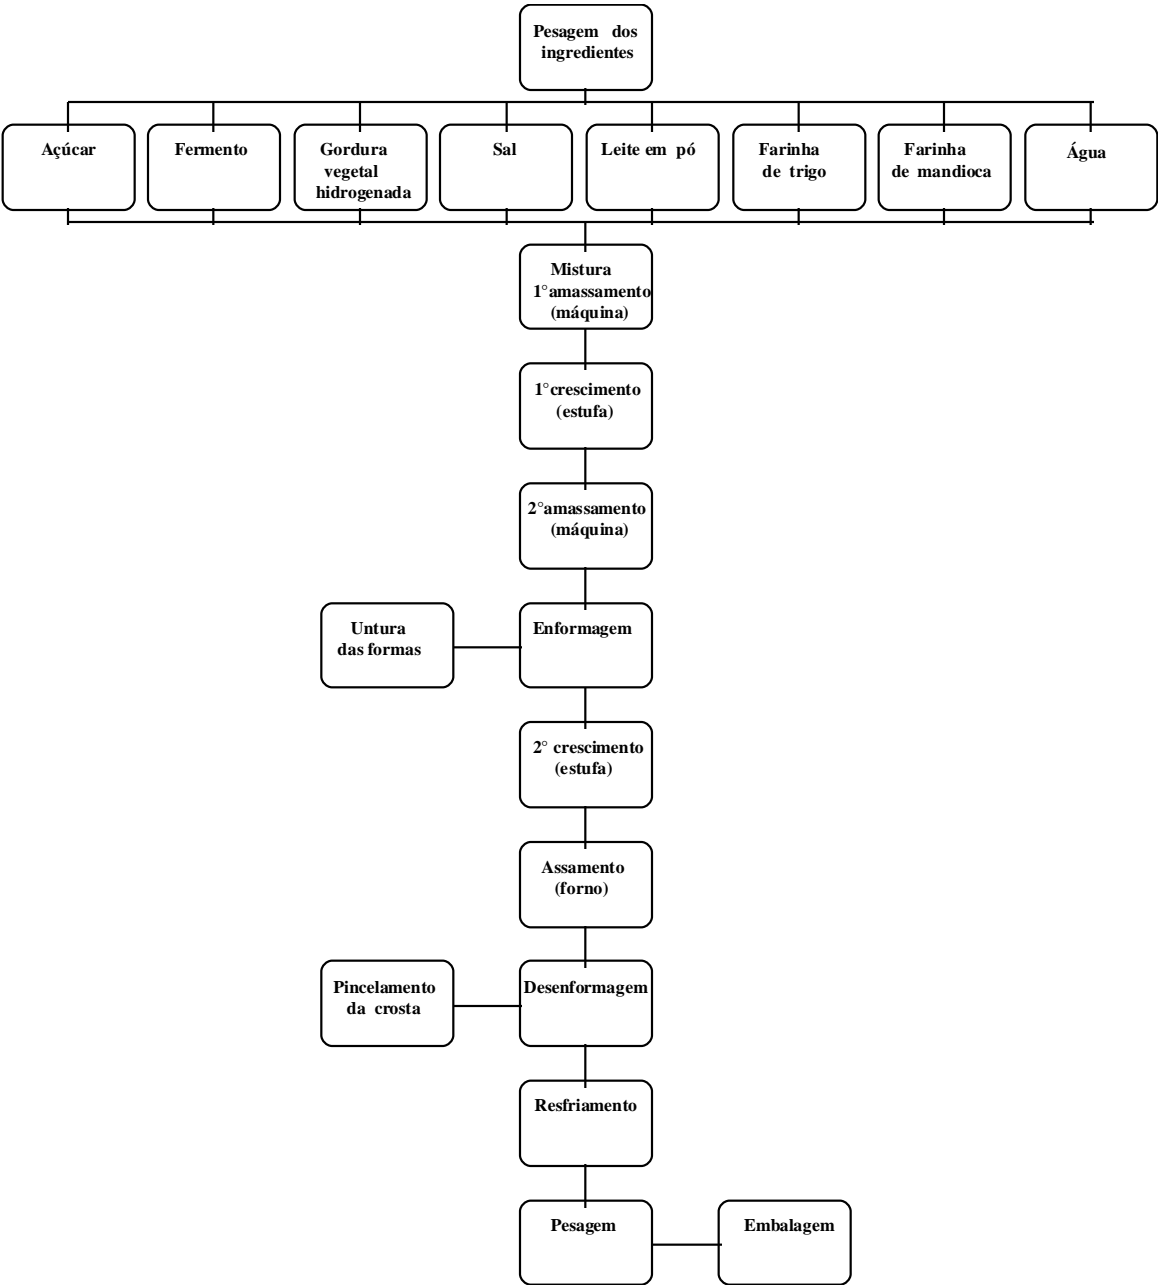 Pesagem dos
ingredientes
Açúcar
Fermento
Gordura
vegetal
hidrogenada
Sal
Leite em pó
Farinha
de trigo
Farinha
de mandioca
Água
Mistura
1°amassamento
(máquina)
1°crescimento
(estufa)
2°amassamento
(máquina)
Untura
das formas
Enformagem
2° crescimento
(estufa)
Assamento
(forno)
Pincelamento
da crosta
Desenformagem
Resfriamento
Pesagem
Embalagem